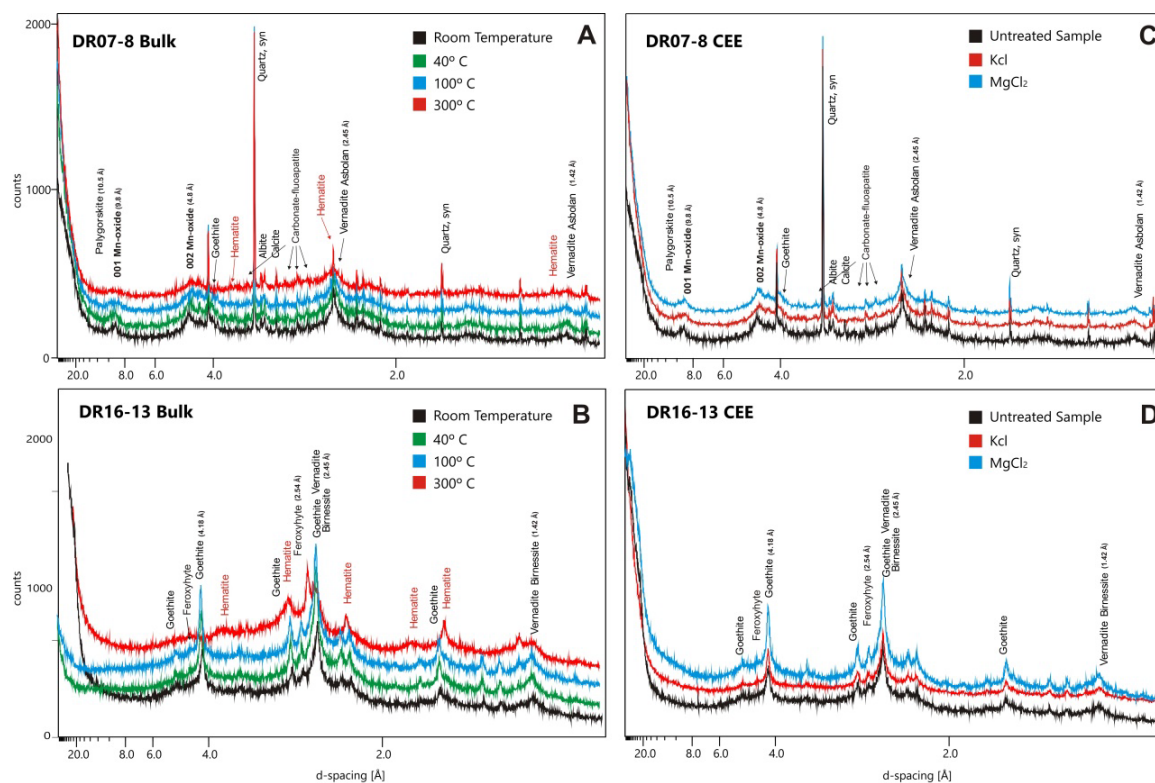 DR07-8 Bulk
A
Room Temperature
40º C
100º C
300º C
counts
2000
1000
0
Palygorskite (10.5 Å)
001 Mn-oxide (9.8 Å)
002 Mn-oxide (4.8 Å)
Goethite
Hematite
Quartz, syn
Albite
Calcite
Carbonate-fluoapatite
Hematite
Vernadite Asbolan (2.45 Å)
Quartz, syn
Hematite
Vernadite Asbolan (1.42 Å)
20.0 8.0 6.0 4.0 2.0
DR07-8 CEE
C
Untreated Sample
Kcl
MgCl₂
Palygorskite (10.5 Å)
001 Mn-oxide (9.8 Å)
002 Mn-oxide (4.8 Å)
Goethite
Quartz, syn
Albite
Calcite
Carbonate-fluoapatite
Vernadite Asbolan (2.45 Å)
Quartz, syn
Vernadite Asbolan (1.42 Å)
20.0 4.0 2.0
DR16-13 Bulk
B
Room Temperature
40º C
100º C
300º C
counts
2000
1000
0
Goethite
Feroxyhyte
Goethite (4.18 Å)
Hematite
Goethite
Hematite
Feroxyhyte (2.54 Å)
Goethite Vernadite
Birnessite (2.45 Å)
Hematite
Hematite
Goethite
Hematite
Vernadite Birnessite (1.42 Å)
20.0 8.0 6.0 4.0 2.0
d-spacing [Å]
DR16-13 CEE
D
Untreated Sample
Kcl
MgCl₂
Goethite
Feroxyhyte
Goethite (4.18 Å)
Goethite
Feroxyhyte (2.54 Å)
Goethite Vernadite
Birnessite (2.45 Å)
Goethite
Vernadite Birnessite (1.42 Å)
20.0 8.0 6.0 4.0 2.0
d-spacing [Å]